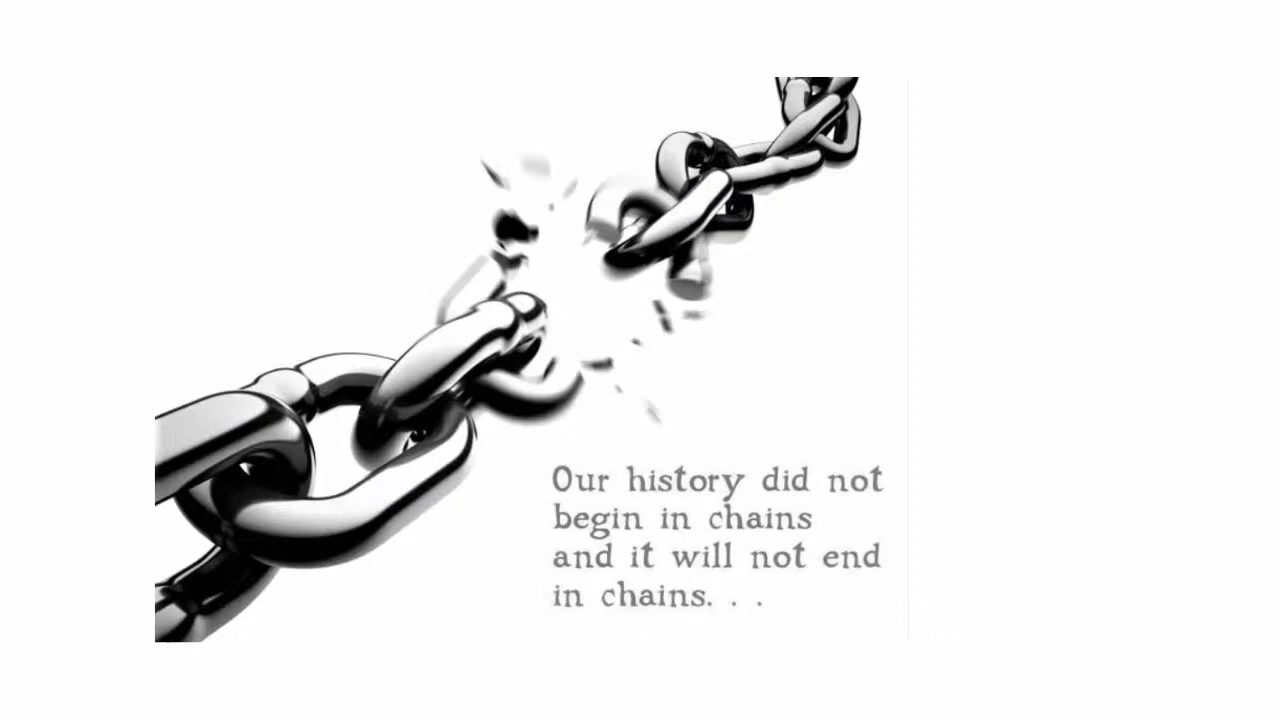 Our history did not
begin in chains
and it will not end
in chains. . .